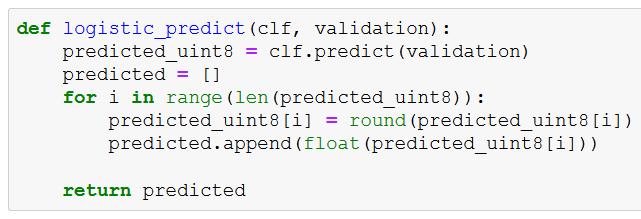 def logistic_predict(clf, validation):
    predicted_uint8 = clf.predict(validation)
    predicted = []
    for i in range(len(predicted_uint8)):
        predicted_uint8[i] = round(predicted_uint8[i])
        predicted.append(float(predicted_uint8[i]))
    return predicted